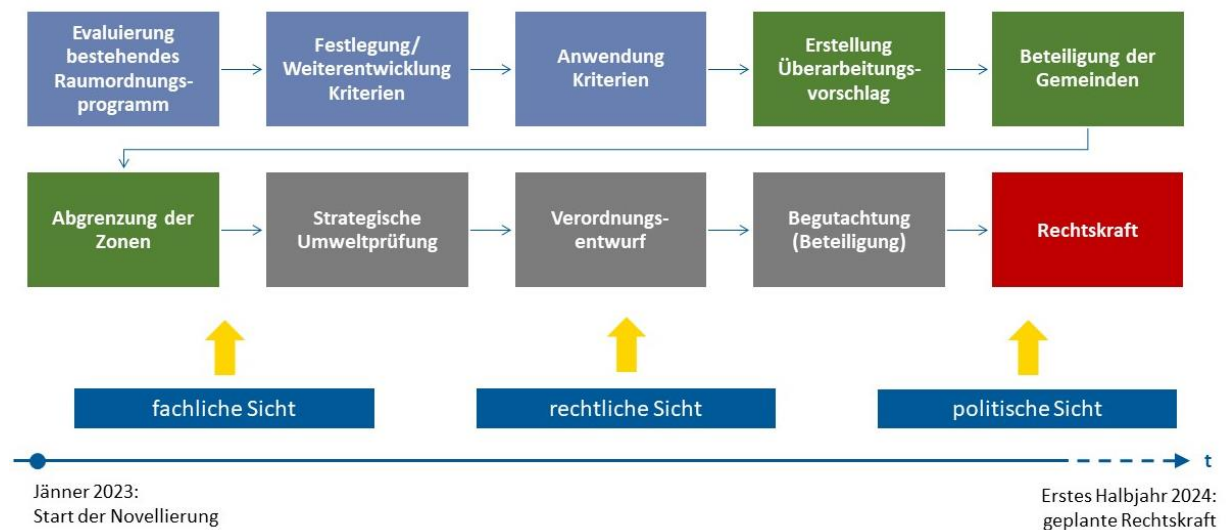 Evaluierung
bestehendes
Raumordnungs-
programm
Festlegung/
Weiterentwicklung
Kriterien
Anwendung
Kriterien
Erstellung
Überarbeitungs-
vorschlag
Beteiligung der
Gemeinden
Abgrenzung der
Zonen
Strategische
Umweltprüfung
Verordnungs-
entwurf
Begutachtung
(Beteiligung)
Rechtskraft
fachliche Sicht
rechtliche Sicht
politische Sicht
t
Jänner 2023:
Start der Novellierung
Erstes Halbjahr 2024:
geplante Rechtskraft